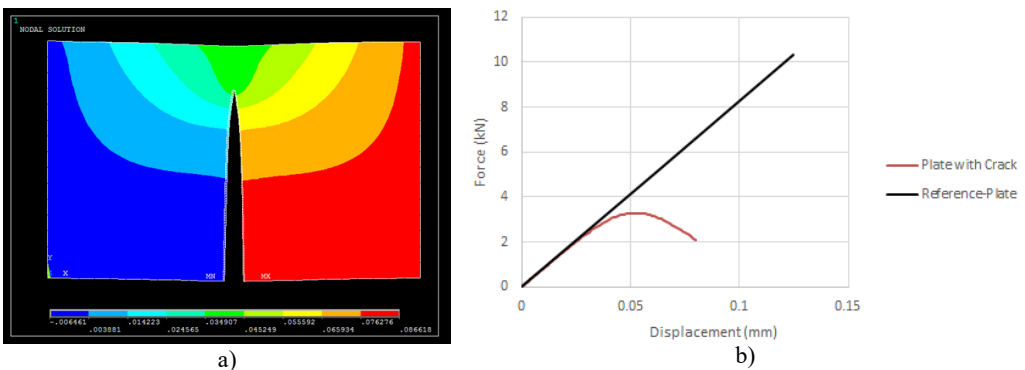 1
NODAL SOLUTION
Y
X
MN
MX
-.006461 .014223 .034907 .055592 .076276
.003881 .024565 .045249 .065934 .086618
a)
12
10
8
6
4
2
0
Force (kN)
0 0.05 0.1 0.15
Displacement (mm)
Plate with Crack
Reference-Plate
b)